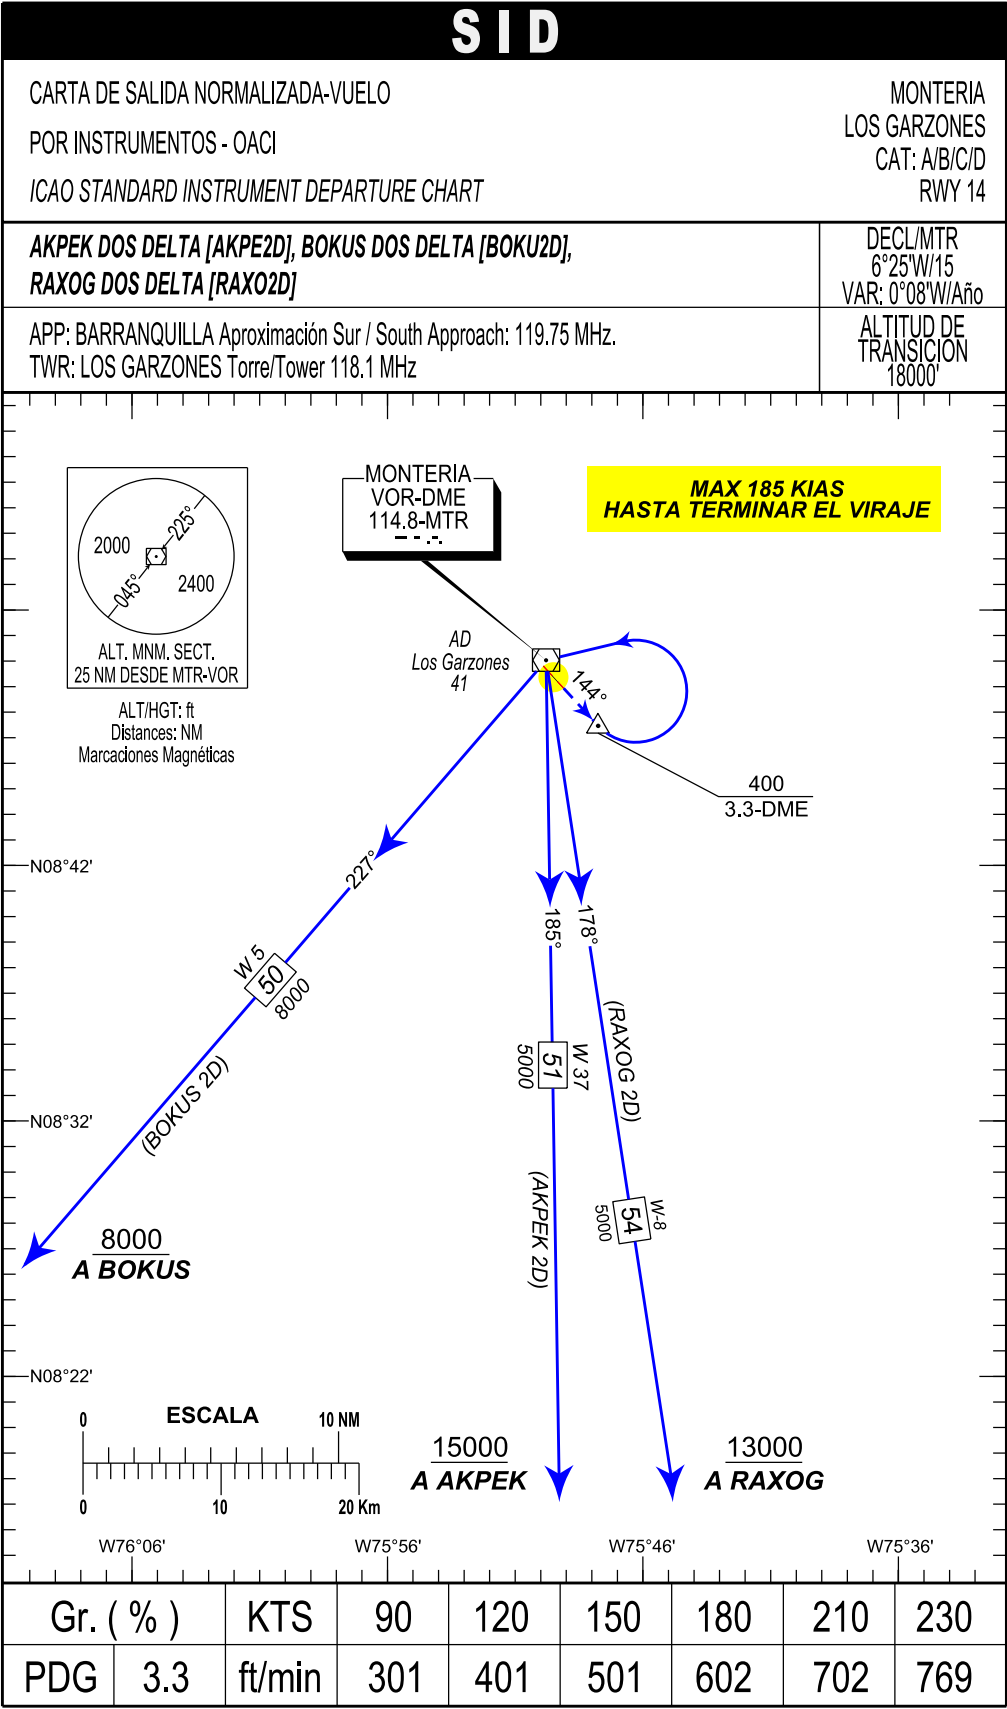 SID
CARTA DE SALIDA NORMALIZADA-VUELO
POR INSTRUMENTOS - OACI
ICAO STANDARD INSTRUMENT DEPARTURE CHART
MONTERIA
LOS GARZONES
CAT: A/B/C/D
RWY 14
AKPEK DOS DELTA [AKPE2D], BOKUS DOS DELTA [BOKU2D],
RAXOG DOS DELTA [RAXO2D]
DECL/MTR
6°25'W/15
VAR: 0°08'W/Año
APP: BARRANQUILLA Aproximación Sur / South Approach: 119.75 MHz.
TWR: LOS GARZONES Torre/Tower 118.1 MHz
ALTITUD DE
TRANSICION
18000'
2000
225°
045°
2400
ALT. MNM. SECT.
25 NM DESDE MTR-VOR
ALT/HGT: ft
Distances: NM
Marcaciones Magnéticas
MONTERIA
VOR-DME
114.8-MTR
MAX 185 KIAS
HASTA TERMINAR EL VIRAJE
AD
Los Garzones
41
144°
400
3.3-DME
N08°42'
227°
185°
178°
W 5
50
8000
(RAXOG 2D)
W 37
51
5000
N08°32'
(BOKUS 2D)
(AKPEK 2D)
W-8
54
5000
8000
A BOKUS
N08°22'
ESCALA
0
10 NM
0
10
20 Km
15000
A AKPEK
13000
A RAXOG
W76°06'
W75°56'
W75°46'
W75°36'
Gr. ( % ) KTS 90 120 150 180 210 230
PDG 3.3 ft/min 301 401 501 602 702 769